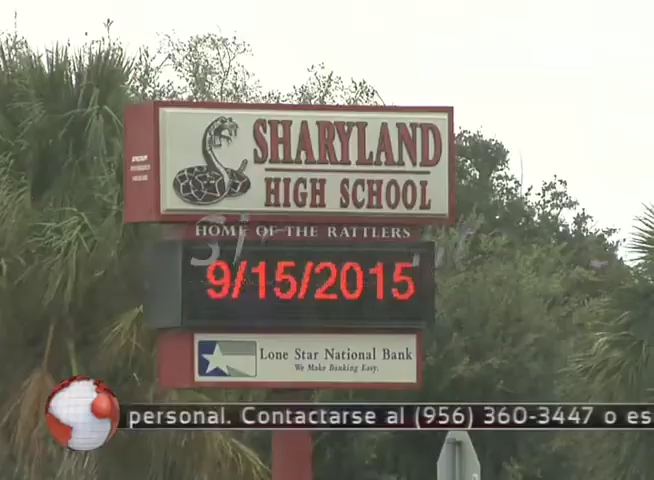 SHARYLAND
HIGH SCHOOL
HOME OF THE RATTLERS
9/15/2015
Lone Star National Bank
We Make Banking Easy.
personal. Contactarse al (956) 360-3447 o es